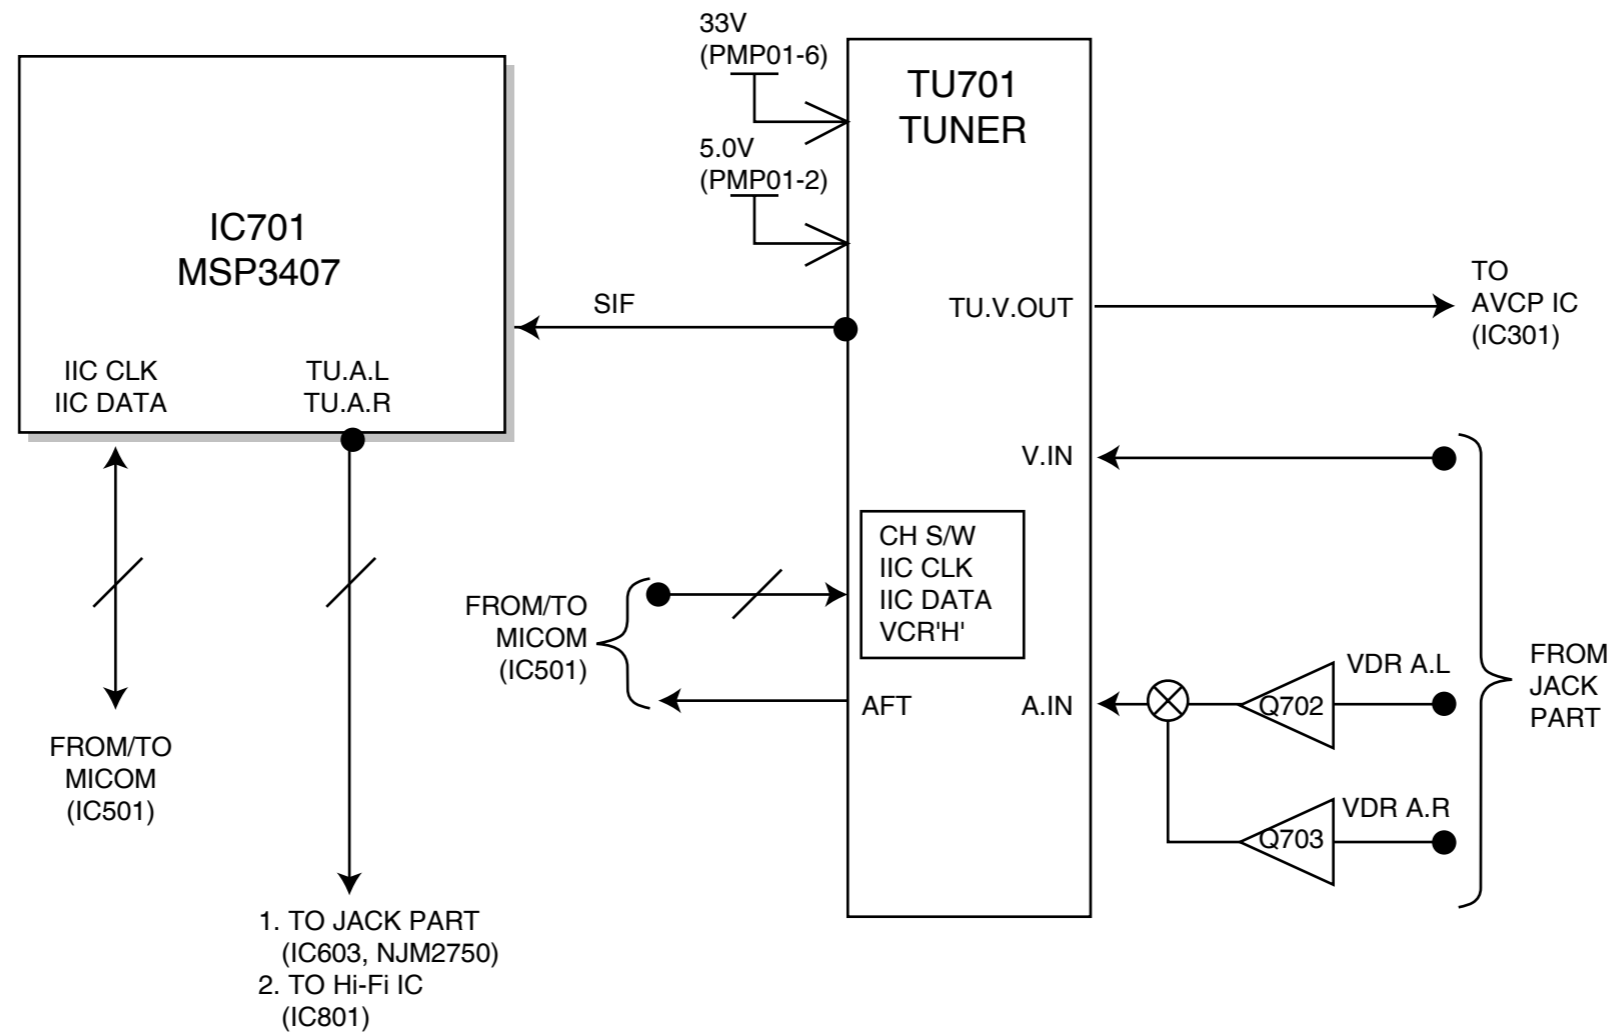 33V
(PMP01-6)
5.0V
(PMP01-2)
TU701
TUNER
IC701
MSP3407
SIF
IIC CLK
IIC DATA
TU.A.L
TU.A.R
TU.V.OUT
TO
AVCP IC
(IC301)
V.IN
CH S/W
IIC CLK
IIC DATA
VCR'H'
FROM/TO
MICOM
(IC501)
AFT
A.IN
VDR A.L
Q702
VDR A.R
Q703
FROM
JACK
PART
FROM/TO
MICOM
(IC501)
1. TO JACK PART
(IC603, NJM2750)
2. TO Hi-Fi IC
(IC801)